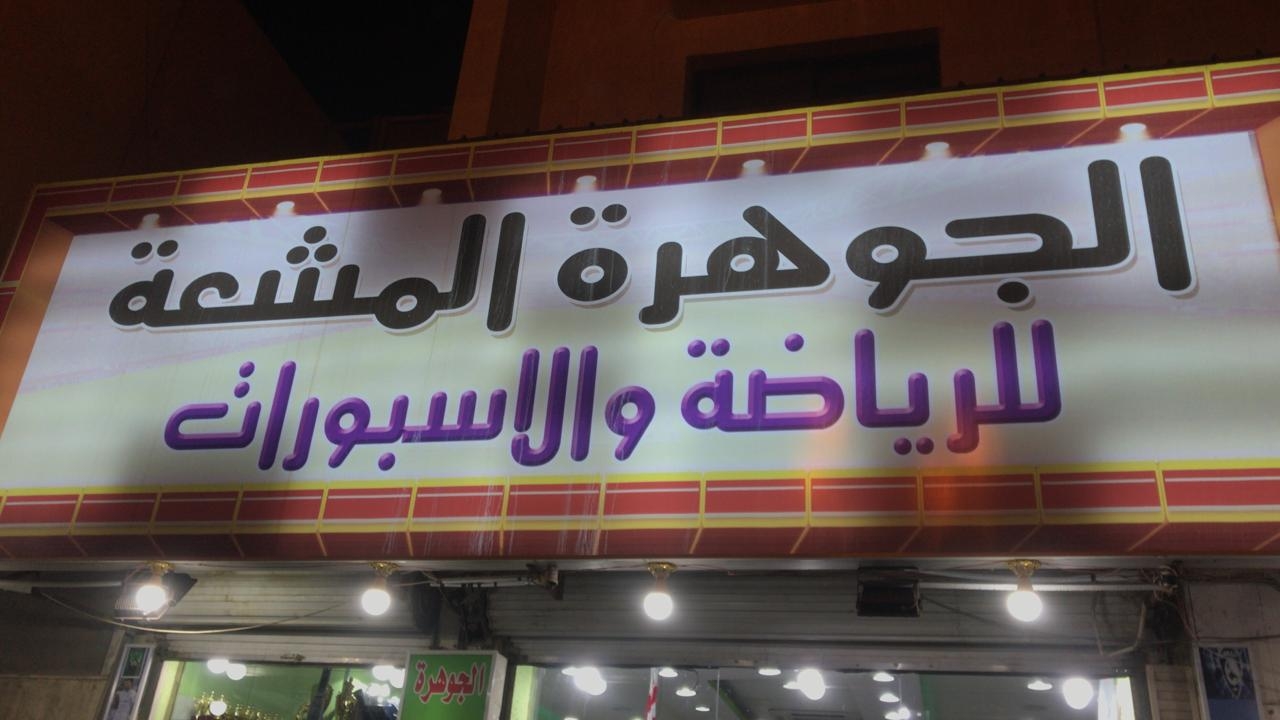 الجوهرة المشعة
للرياضة والاسبورات
الجوهرة